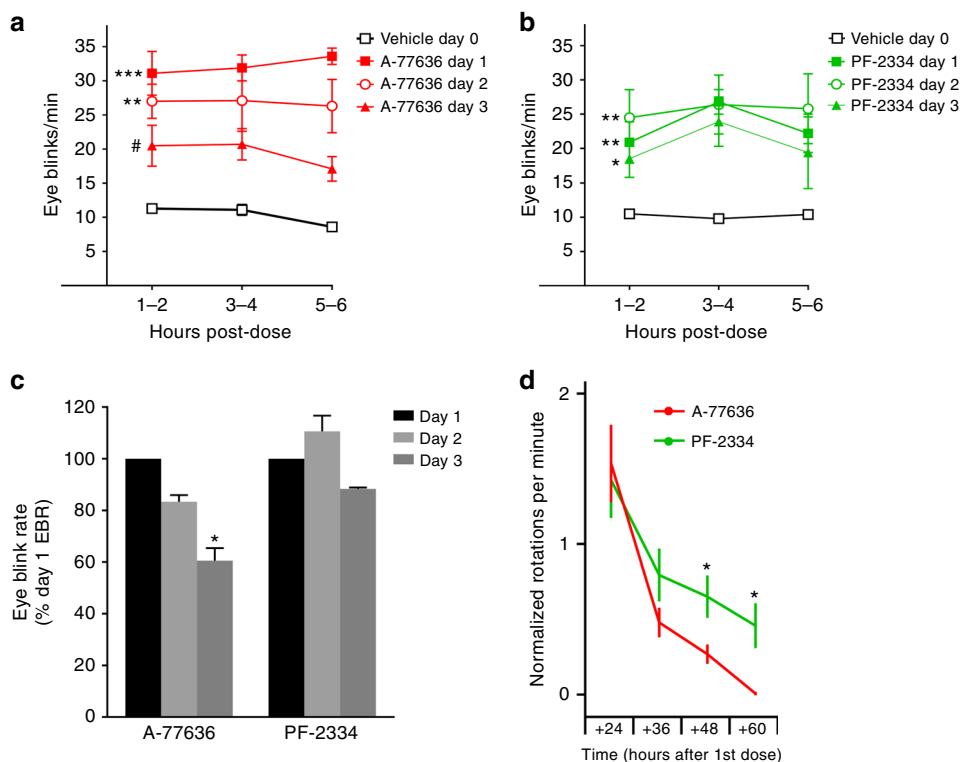 a
Vehicle day 0
A-77636 day 1
A-77636 day 2
A-77636 day 3
Eye blinks/min
35
30
25
20
15
10
5
***
**
#
1–2
3–4
5–6
Hours post-dose
b
Vehicle day 0
PF-2334 day 1
PF-2334 day 2
PF-2334 day 3
Eye blinks/min
35
30
25
20
15
10
5
**
**
*
1–2
3–4
5–6
Hours post-dose
c
Day 1
Day 2
Day 3
Eye blink rate
(% day 1 EBR)
120
100
80
60
40
20
0
*
A-77636
PF-2334
d
A-77636
PF-2334
Normalized rotations per minute
2
1
0
*
*
+24
+36
+48
+60
Time (hours after 1st dose)